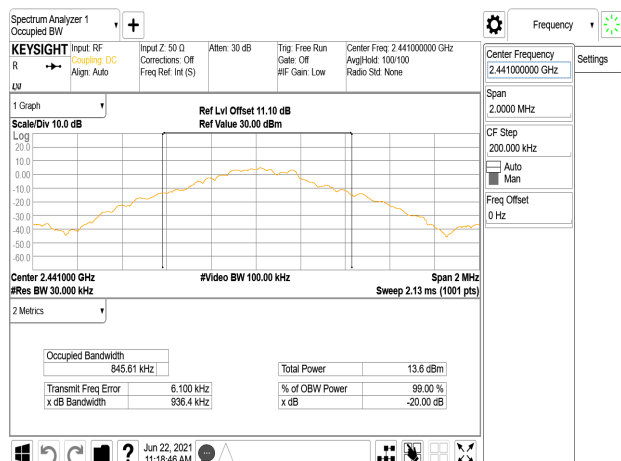 Spectrum Analyzer 1
Occupied BW
Frequency
KEYSIGHT
R
LXI
Input: RF
Coupling: DC
Align: Auto
Input Z: 50 Ω
Corrections: Off
Freq Ref: Int (S)
Atten: 30 dB
Trig: Free Run
Gate: Off
#IF Gain: Low
Center Freq: 2.441000000 GHz
Avg|Hold: 100/100
Radio Std: None
Center Frequency
2.441000000 GHz
Settings
Span
2.0000 MHz
CF Step
200.000 kHz
Auto
Man
Freq Offset
0 Hz
1 Graph
Scale/Div 10.0 dB
Ref Lvl Offset 11.10 dB
Ref Value 30.00 dBm
Log
20.0
10.0
0.00
-10.0
-20.0
-30.0
-40.0
-50.0
-60.0
Center 2.441000 GHz
#Res BW 30.000 kHz
#Video BW 100.00 kHz
Span 2 MHz
Sweep 2.13 ms (1001 pts)
2 Metrics
Occupied Bandwidth
845.61 kHz
Transmit Freq Error 6.100 kHz
x dB Bandwidth 936.4 kHz
Total Power 13.6 dBm
% of OBW Power 99.00 %
x dB -20.00 dB
?
Jun 22, 2021
11:18:46 AM